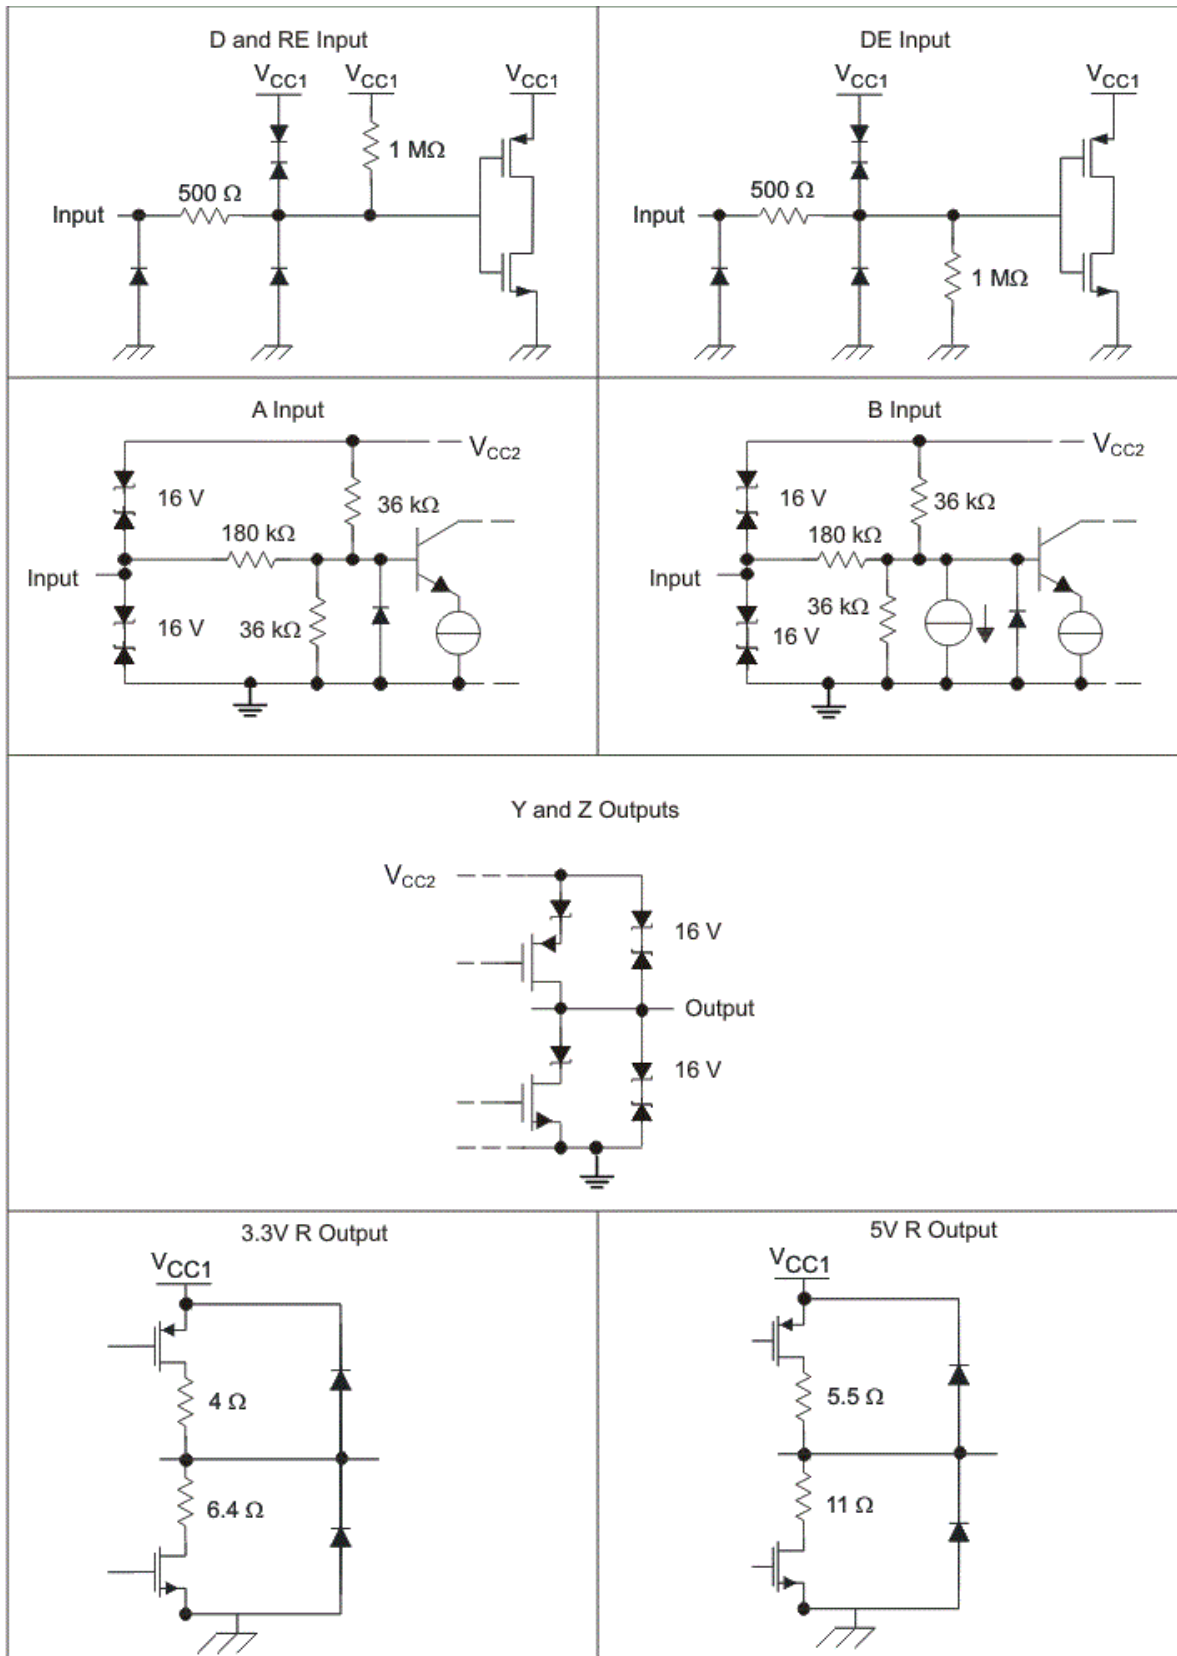 D and RE Input
VCC1 VCC1 VCC1
1 MΩ
500 Ω
Input
DE Input
VCC1 VCC1
500 Ω
Input
1 MΩ
A Input
VCC2
16 V
36 kΩ
180 kΩ
Input
16 V
36 kΩ
B Input
VCC2
16 V
36 kΩ
180 kΩ
Input
36 kΩ
16 V
Y and Z Outputs
VCC2
16 V
Output
16 V
3.3V R Output
VCC1
4 Ω
6.4 Ω
5V R Output
VCC1
5.5 Ω
11 Ω